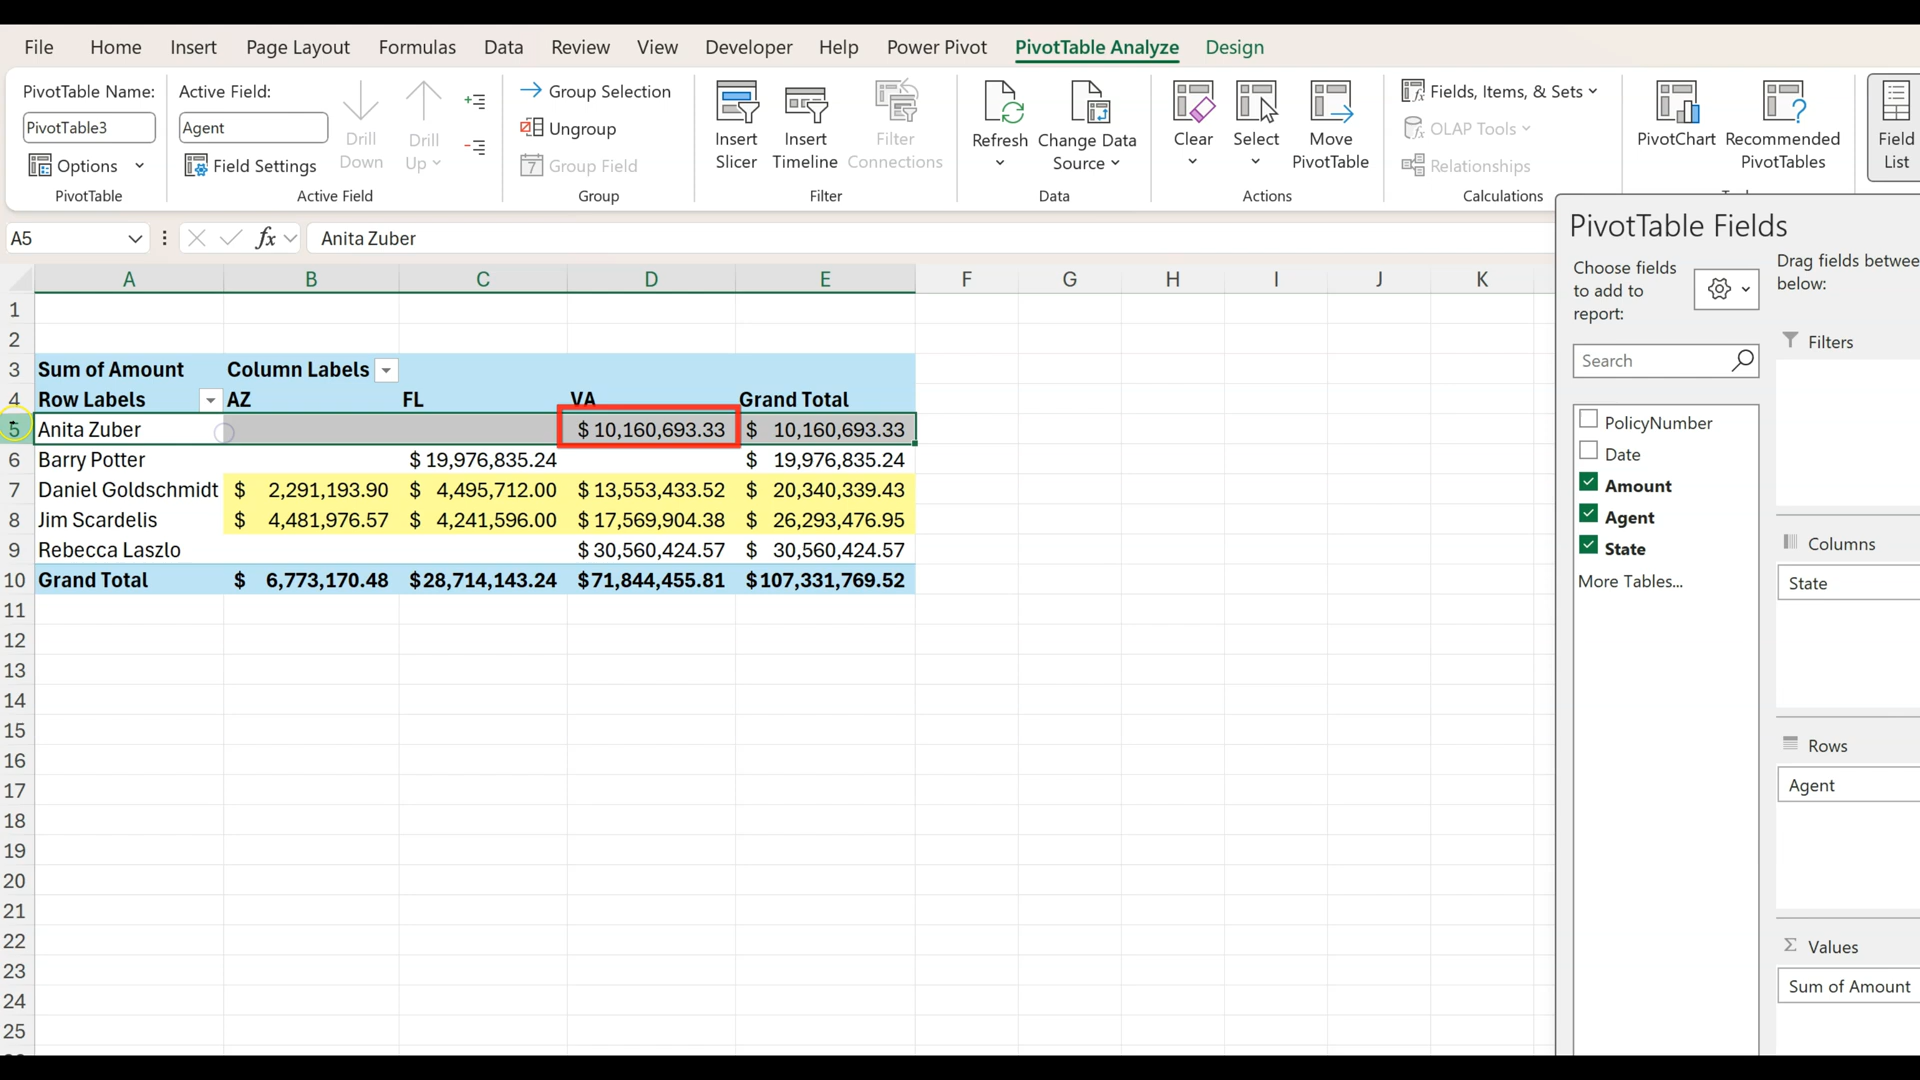 File Home Insert Page Layout Formulas Data Review View Developer Help Power Pivot PivotTable Analyze Design
PivotTable Name:
PivotTable3
Options
PivotTable
Active Field:
Agent
Field Settings
Drill Down
Drill Up
Active Field
Group Selection
Ungroup
7 Group Field
Group
Insert Slicer
Insert Timeline
Filter Connections
Filter
Refresh
Change Data Source
Data
Clear
Select
Move PivotTable
Actions
Fields, Items, & Sets
OLAP Tools
Relationships
Calculations
PivotChart
Recommended PivotTables
Field List
A5 fx Anita Zuber
A B C D E F G H I J K
1
2
3 Sum of Amount Column Labels
4 Row Labels AZ FL VA Grand Total
5 Anita Zuber $ 10,160,693.33 $ 10,160,693.33
6 Barry Potter $ 19,976,835.24 $ 19,976,835.24
7 Daniel Goldschmidt $ 2,291,193.90 $ 4,495,712.00 $ 13,553,433.52 $ 20,340,339.43
8 Jim Scardelis $ 4,481,976.57 $ 4,241,596.00 $ 17,569,904.38 $ 26,293,476.95
9 Rebecca Laszlo $ 30,560,424.57 $ 30,560,424.57
10 Grand Total $ 6,773,170.48 $28,714,143.24 $71,844,455.81 $107,331,769.52
11
12
13
14
15
16
17
18
19
20
21
22
23
24
25
PivotTable Fields
Choose fields
to add to
report:
Search
PolicyNumber
Date
Amount
Agent
State
More Tables...
Drag fields betwee
below:
Filters
Columns
State
Rows
Agent
Σ Values
Sum of Amount